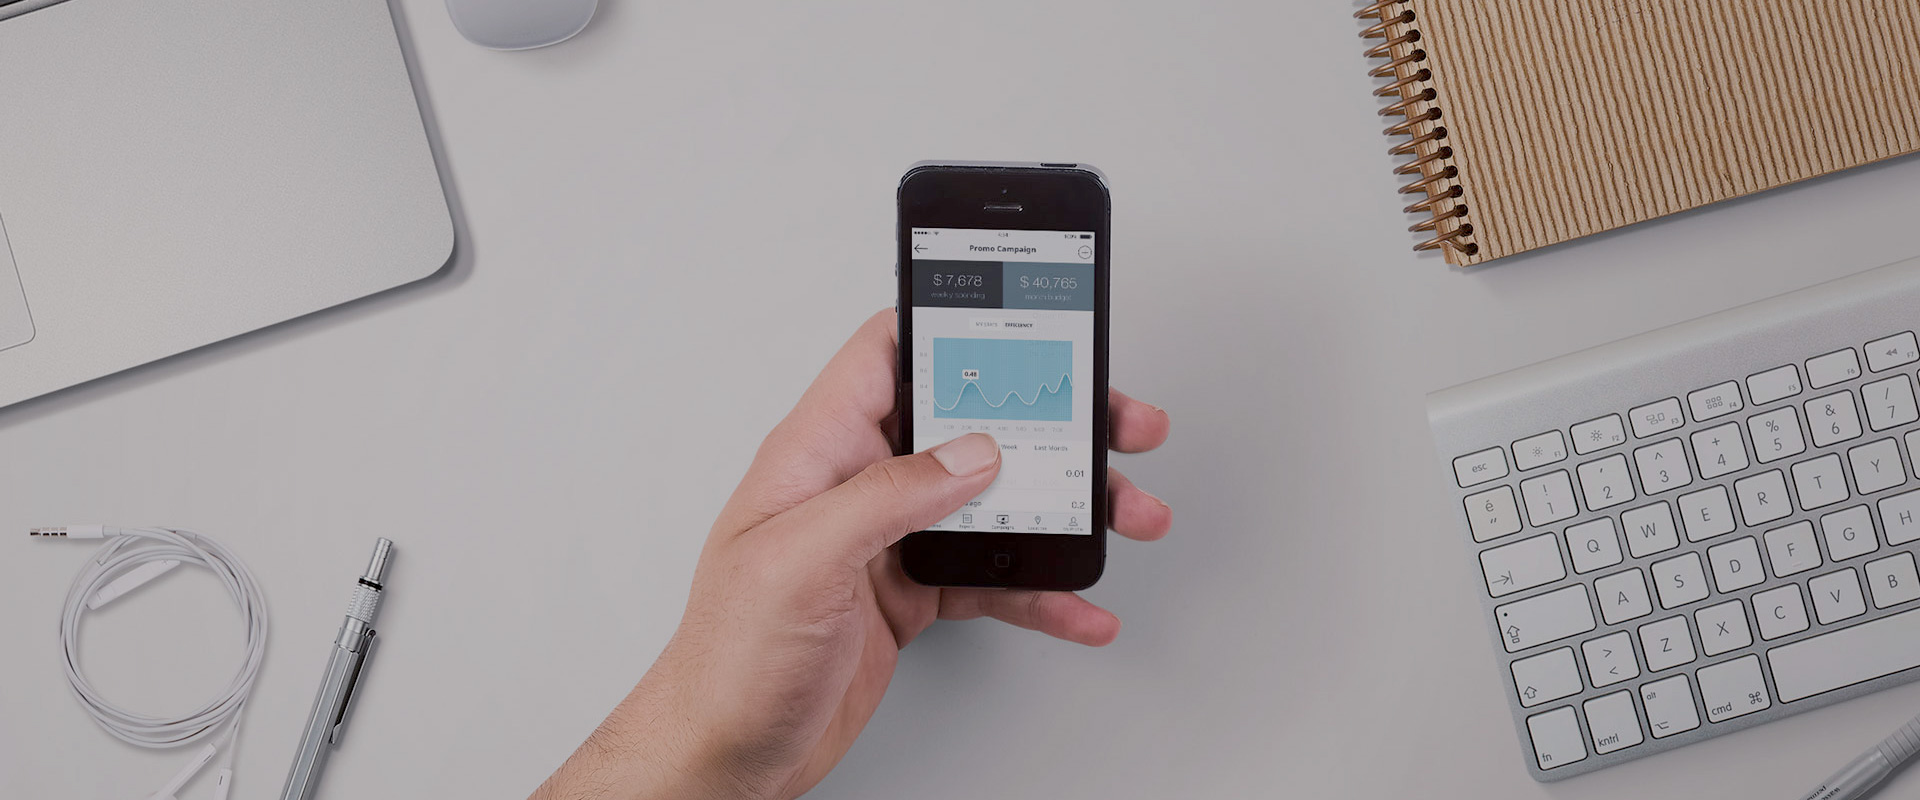 Promo Campaign
$ 7,678
$ 40,765
weekly spending
EFFICIENCY
0.48
Week
Last Month
0.01
ago
0.2
Campaigns
esc
F1
F2
F3
F4
F5
F6
F7
é
"
!
1
'
2
^
3
+
4
%
5
&
6
/
7
Q
W
E
R
T
Y
A
S
D
F
G
H
>
<
Z
X
C
V
B
fn
kntrl
alt
cmd